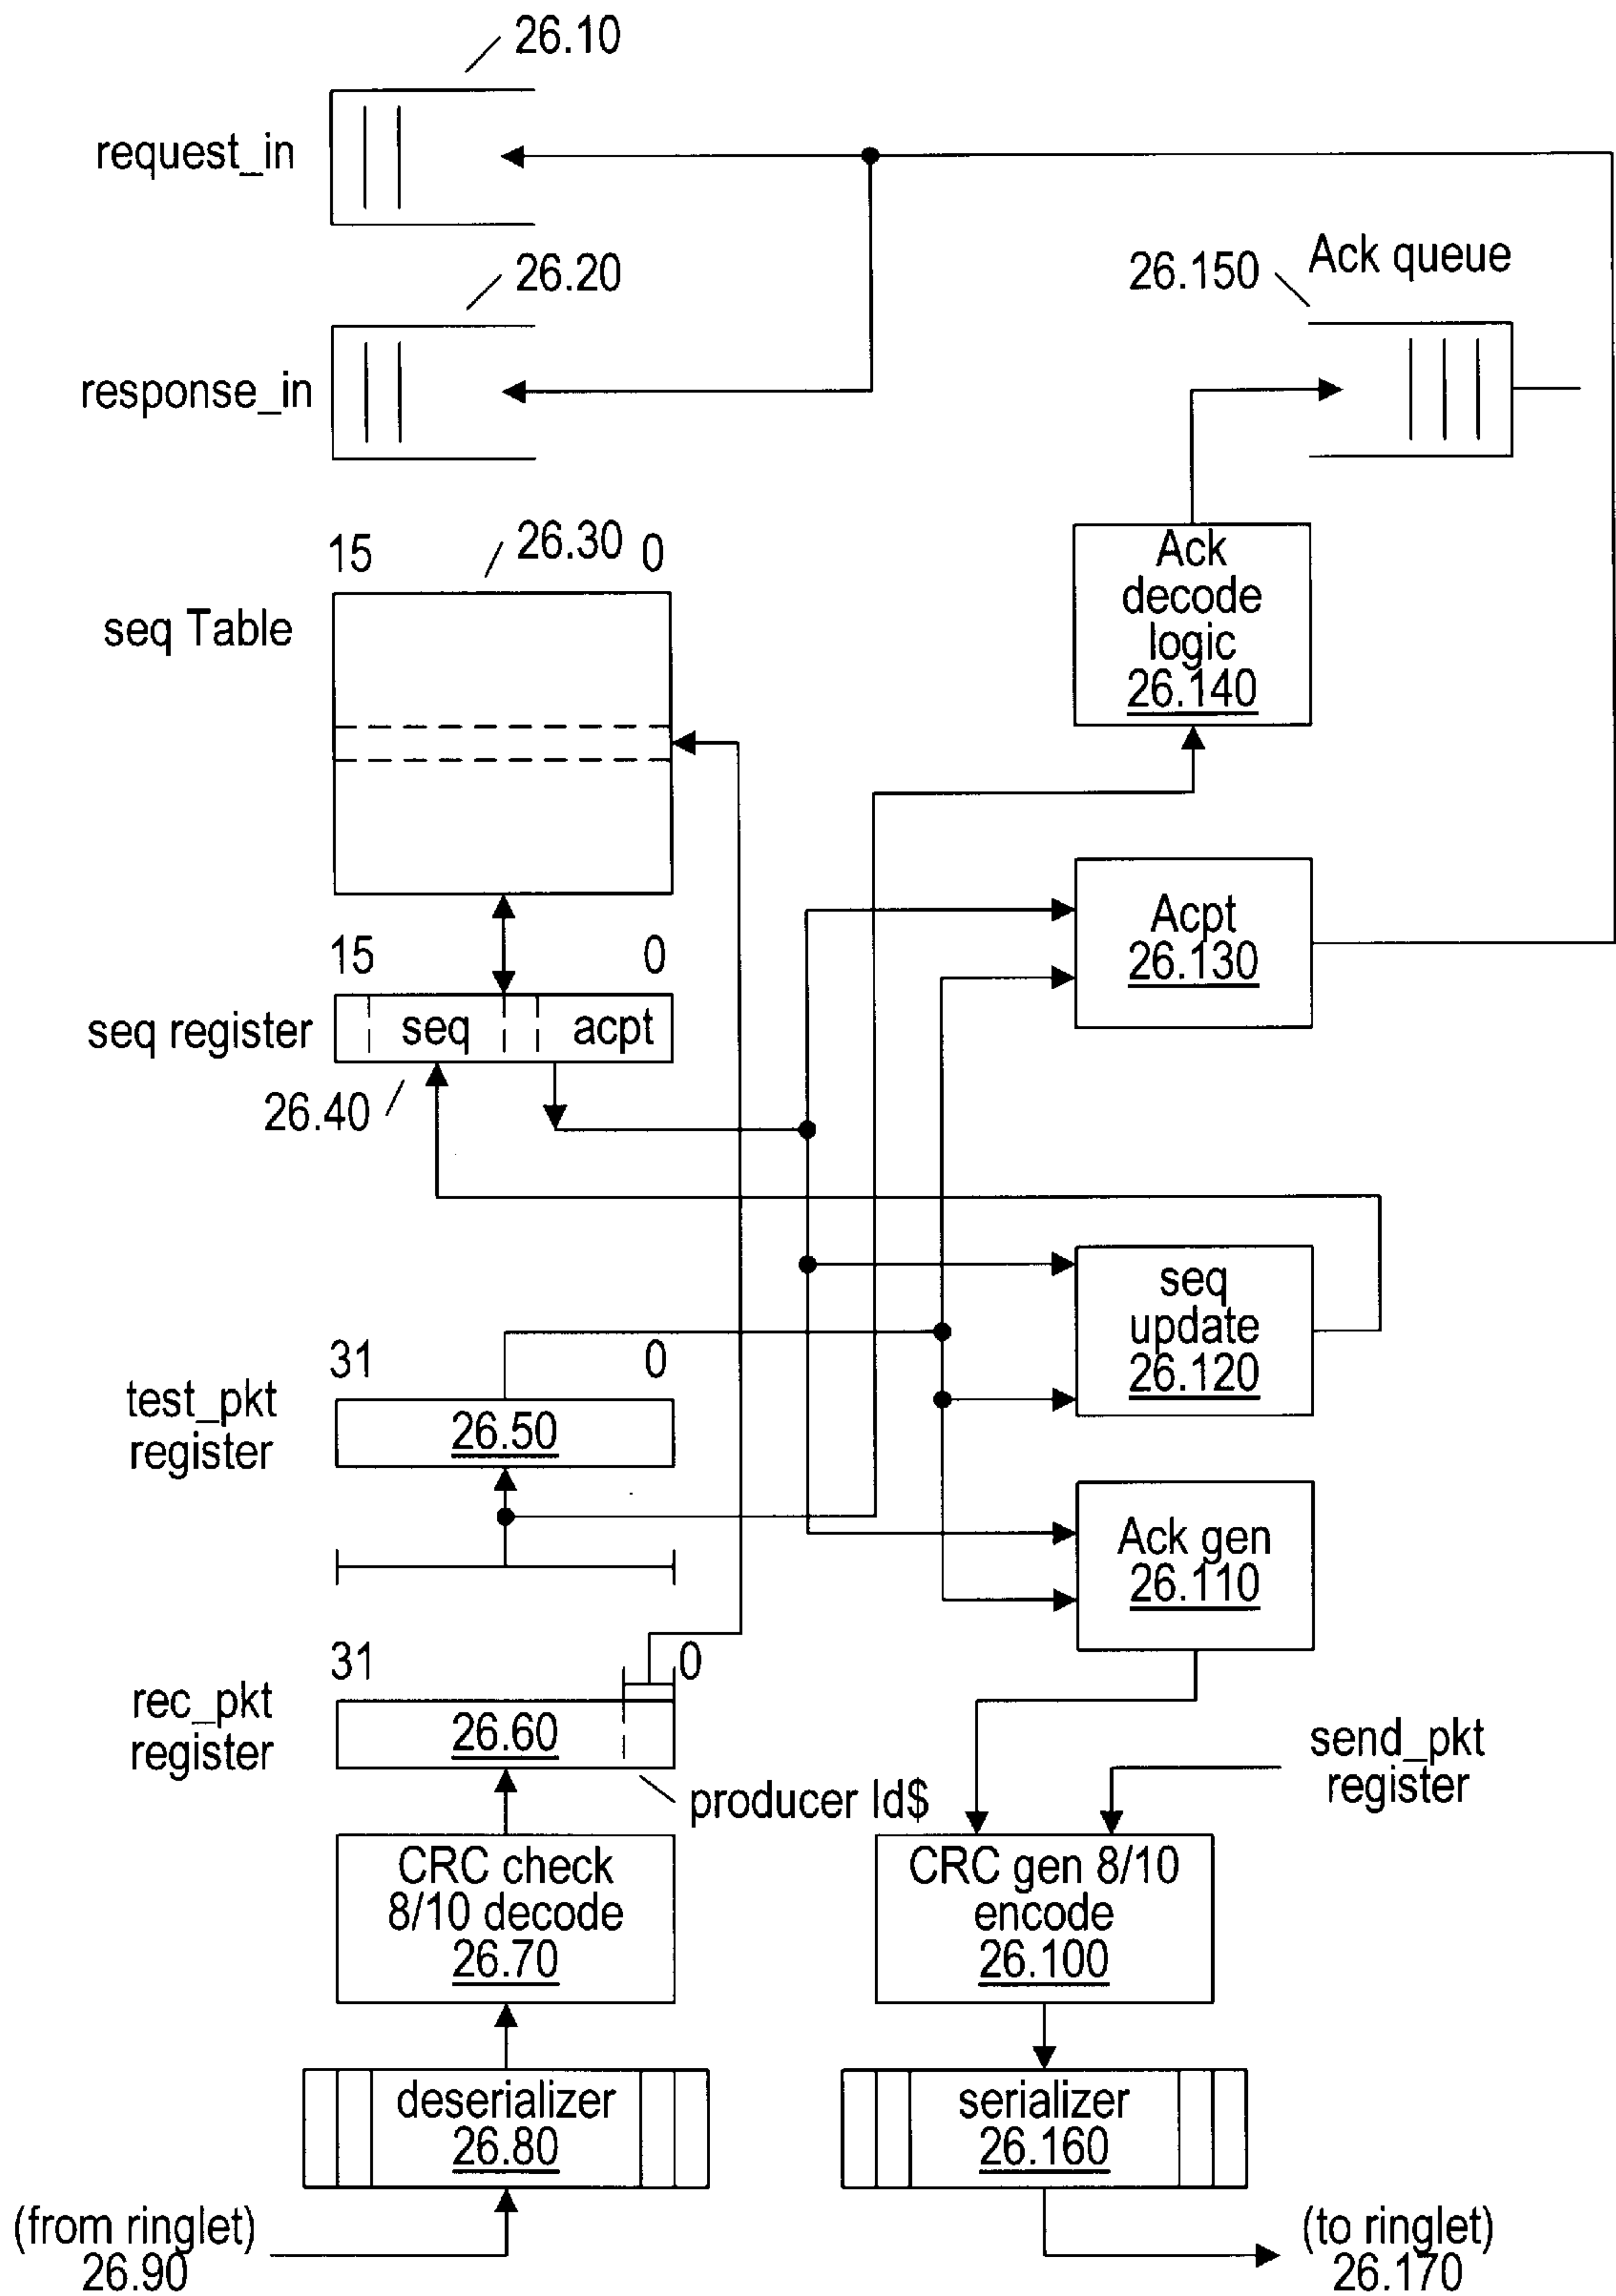 26.10
request_in
26.20
26.150
Ack queue
response_in
15
26.30
0
seq Table
Ack
decode
logic
26.140
15
0
Acpt
26.130
seq register
seq
acpt
26.40
seq
update
26.120
31
0
test_pkt
register
26.50
Ack gen
26.110
31
0
rec_pkt
register
26.60
producer Id$
send_pkt
register
CRC check
8/10 decode
26.70
CRC gen 8/10
encode
26.100
deserializer
26.80
serializer
26.160
(from ringlet)
26.90
(to ringlet)
26.170